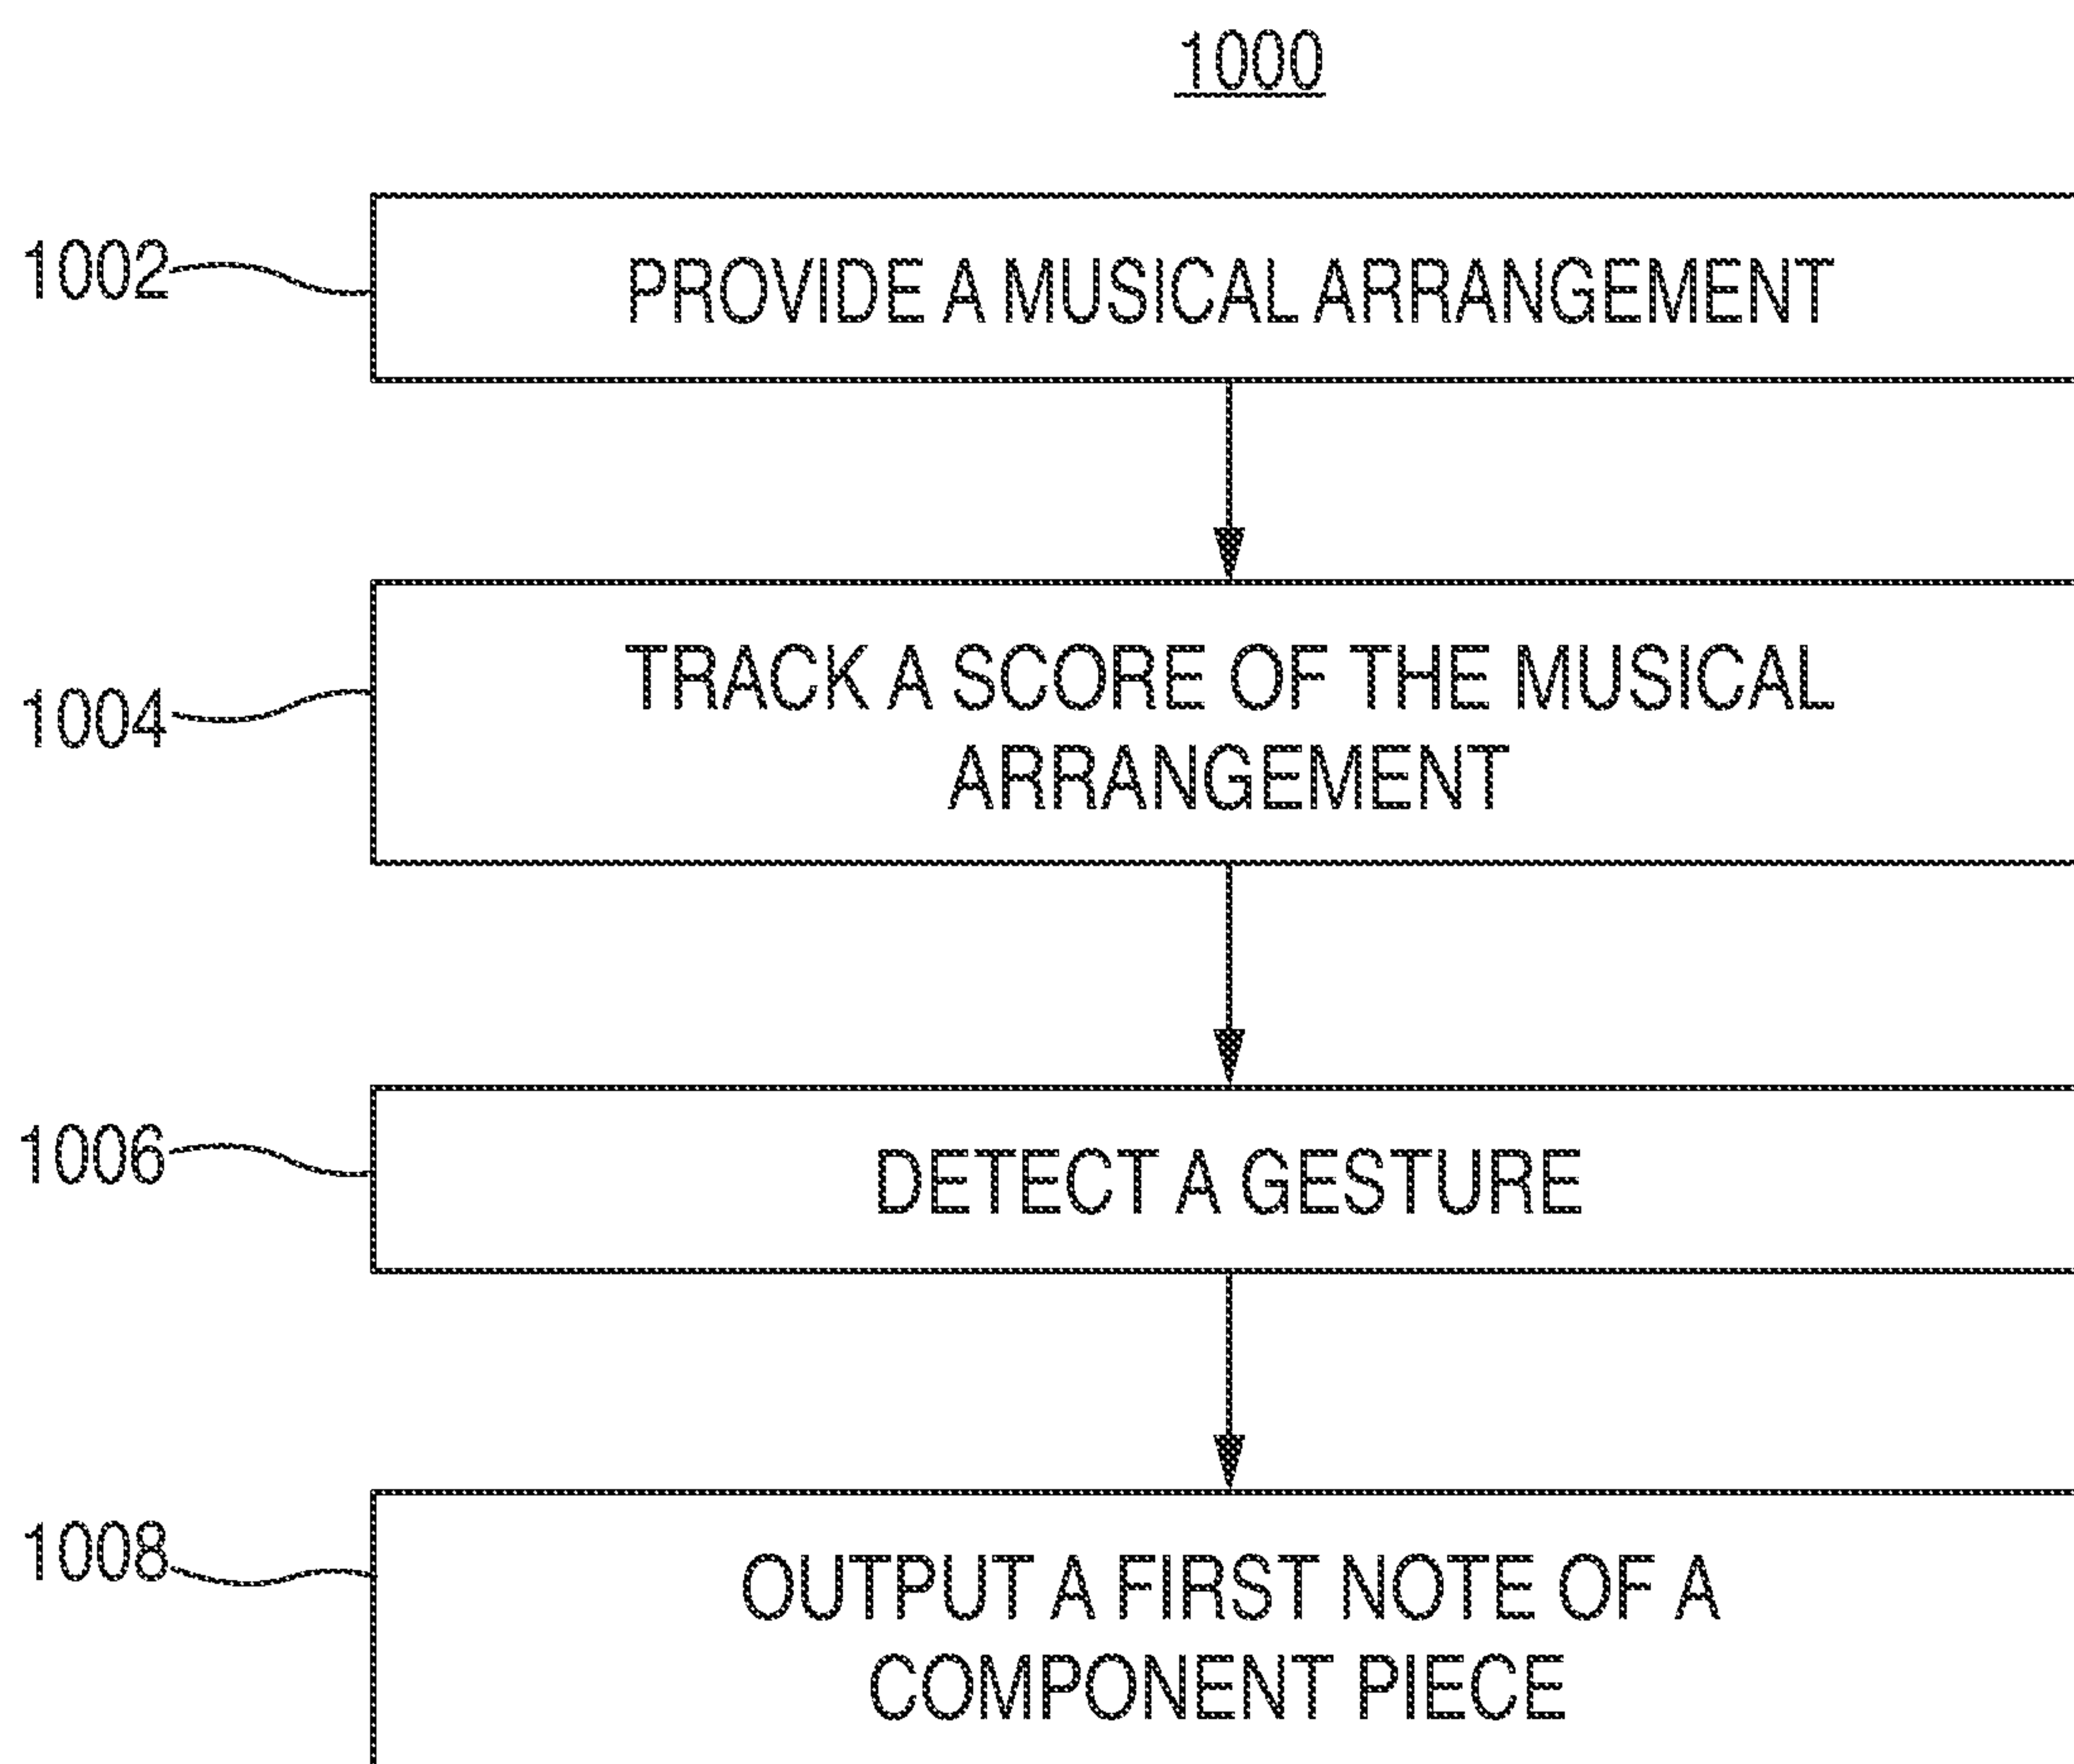 1000
1002
PROVIDE A MUSICAL ARRANGEMENT
1004
TRACK A SCORE OF THE MUSICAL
ARRANGEMENT
1006
DETECT A GESTURE
1008
OUTPUT A FIRST NOTE OF A
COMPONENT PIECE